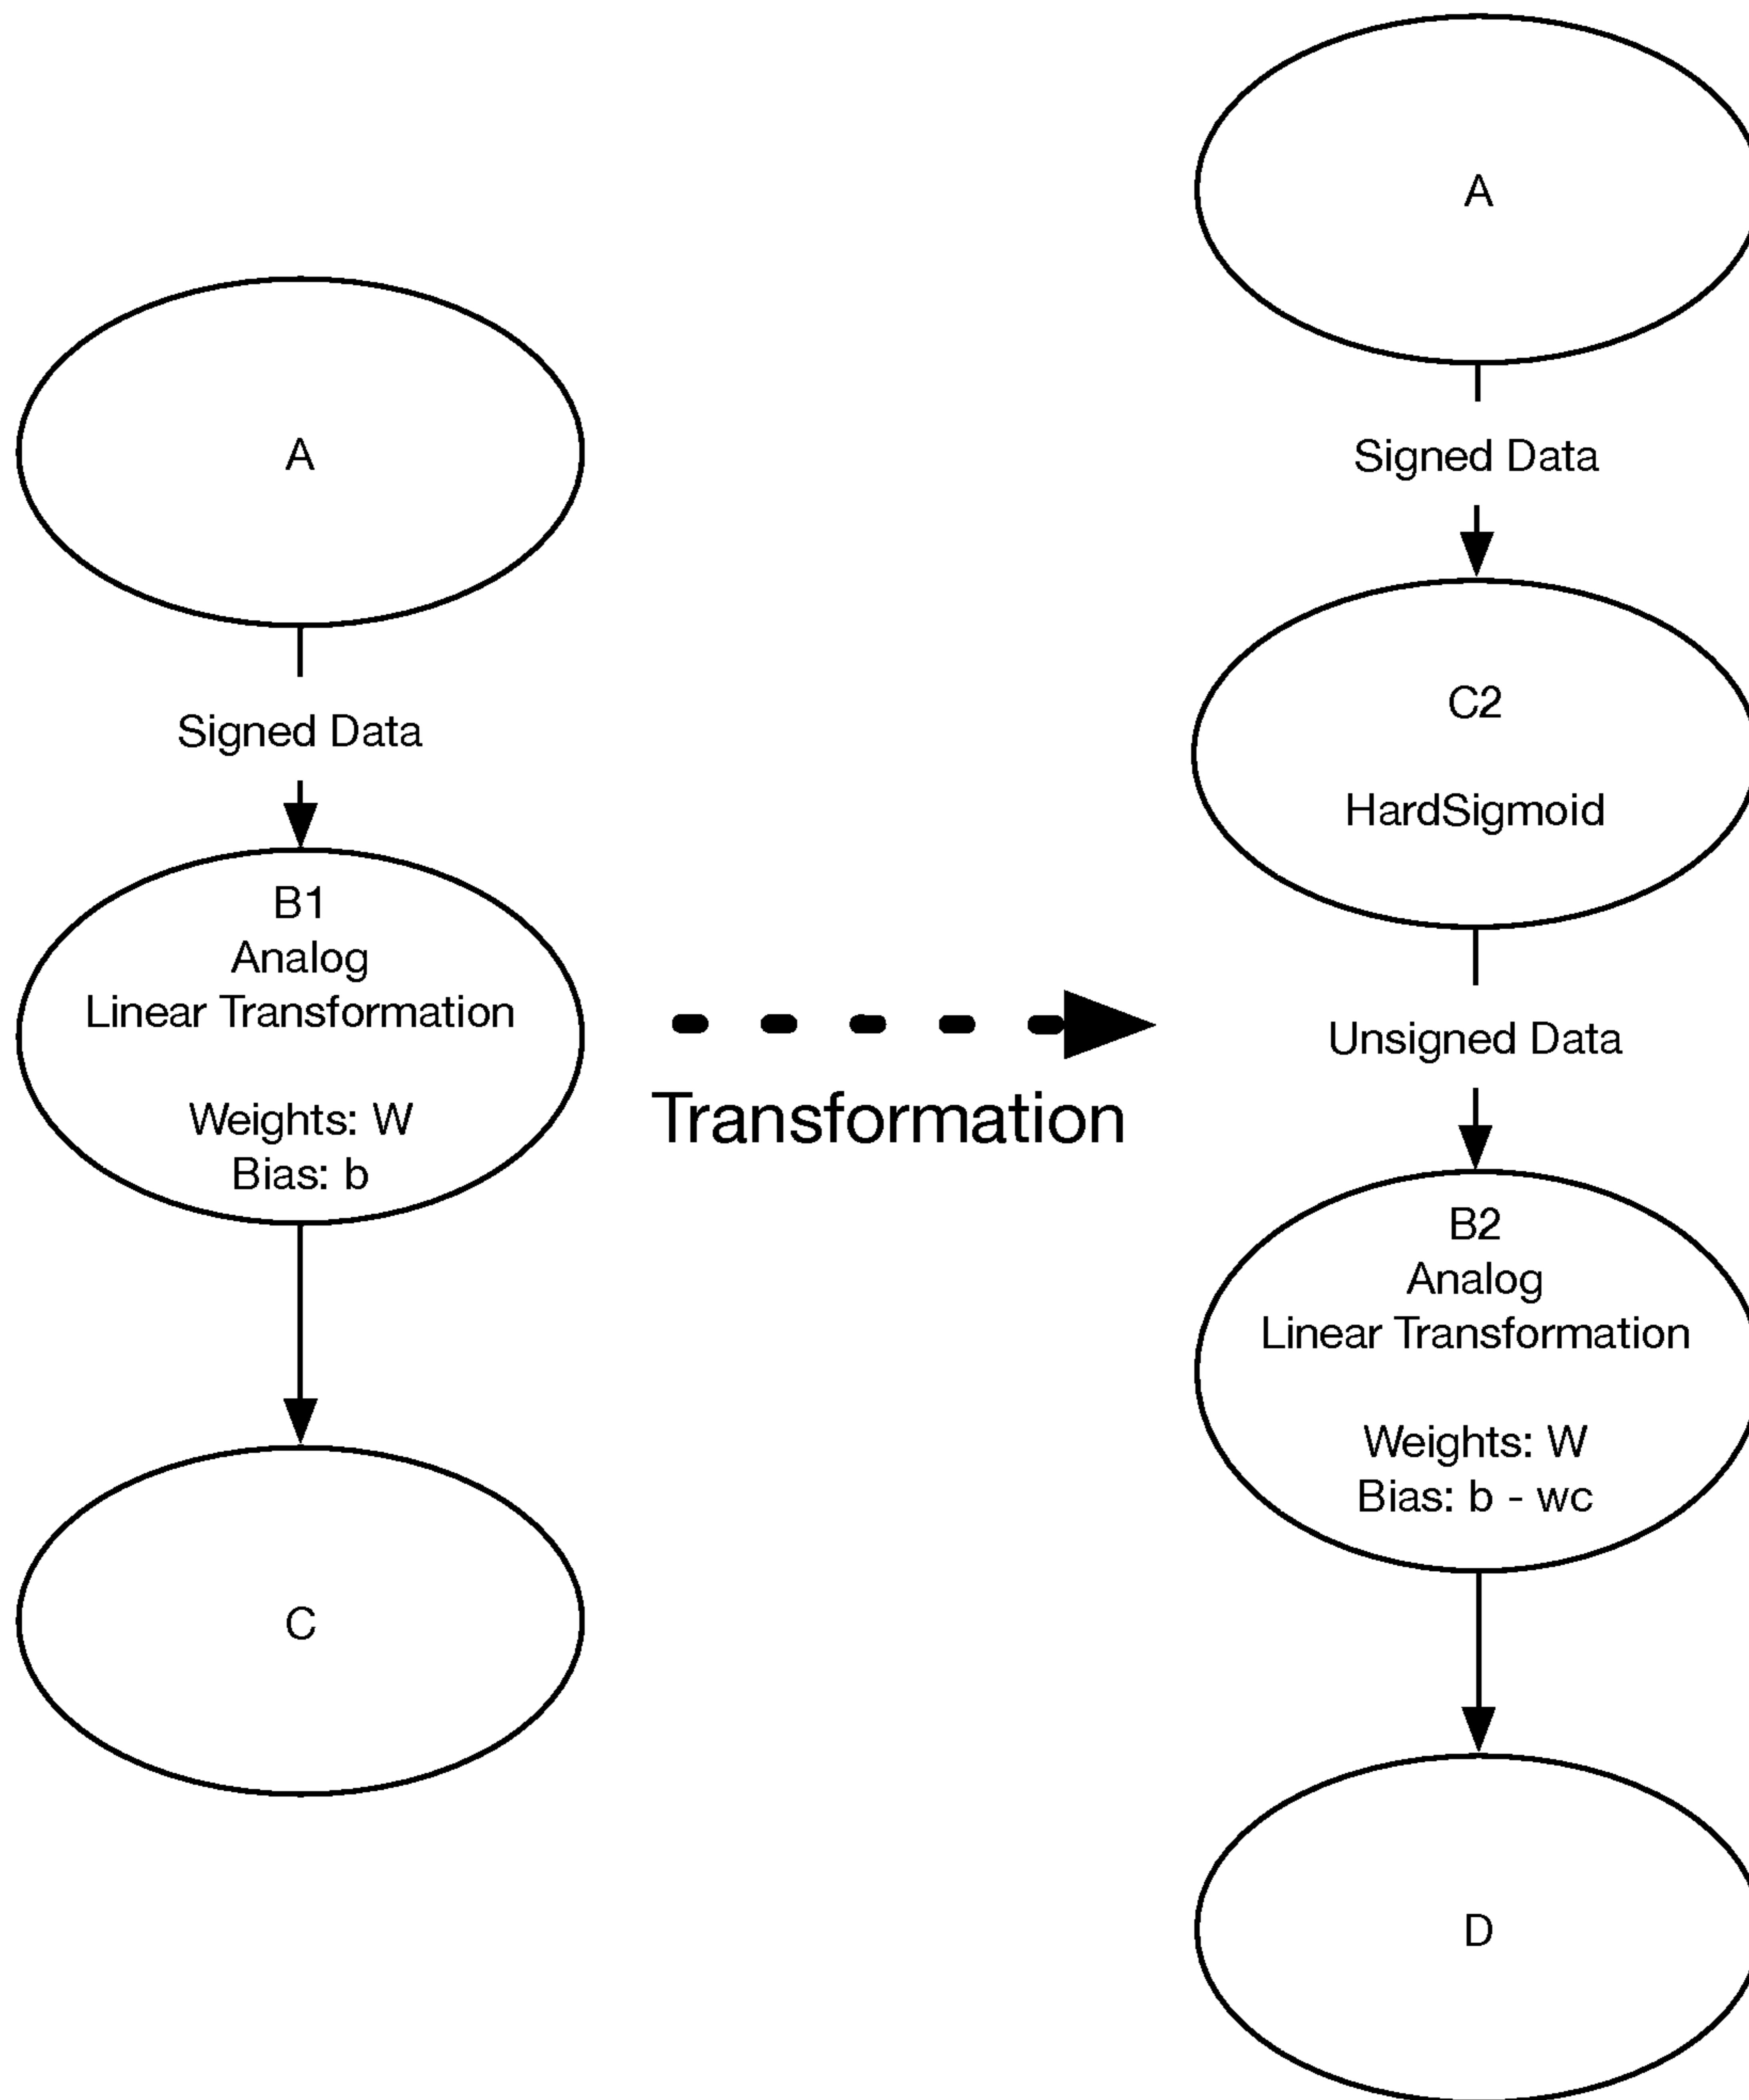 A
Signed Data
B1
Analog
Linear Transformation
Weights: W
Bias: b
C
Transformation
A
Signed Data
C2
HardSigmoid
Unsigned Data
B2
Analog
Linear Transformation
Weights: W
Bias: b - wc
D